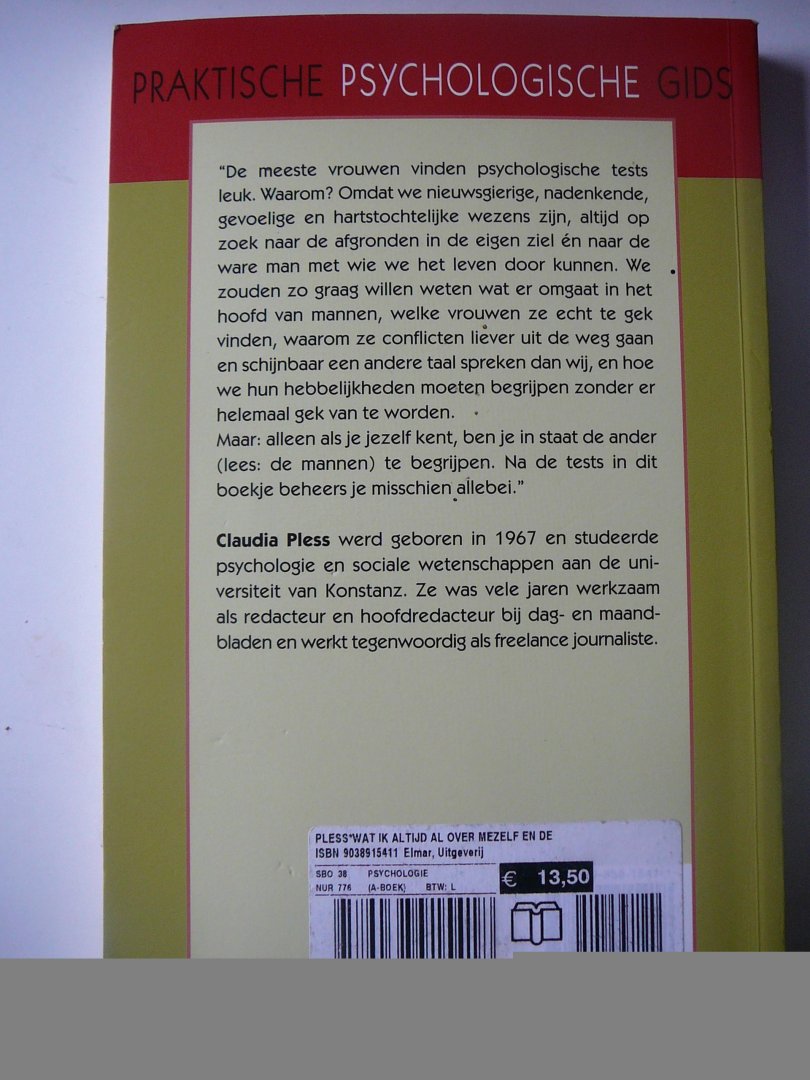 PRAKTISCHE PSYCHOLOGISCHE GIDS
“De meeste vrouwen vinden psychologische tests
leuk. Waarom? Omdat we nieuwsgierige, nadenkende,
gevoelige en hartstochtelijke wezens zijn, altijd op
zoek naar de afgronden in de eigen ziel én naar de
ware man met wie we het leven door kunnen. We
zouden zo graag willen weten wat er omgaat in het
hoofd van mannen, welke vrouwen ze echt te gek
vinden, waarom ze conflicten liever uit de weg gaan
en schijnbaar een andere taal spreken dan wij, en hoe
we hun hebbelijkheden moeten begrijpen zonder er
helemaal gek van te worden.
Maar: alleen als je jezelf kent, ben je in staat de ander
(lees: de mannen) te begrijpen. Na de tests in dit
boekje beheers je misschien allebei.”
Claudia Pless werd geboren in 1967 en studeerde
psychologie en sociale wetenschappen aan de uni-
versiteit van Konstanz. Ze was vele jaren werkzaam
als redacteur en hoofdredacteur bij dag- en maand-
bladen en werkt tegenwoordig als freelance journaliste.
PLESS*WAT IK ALTIJD AL OVER MEZELF EN DE
ISBN 9038915411 Elmar, Uitgeverij
SBO 38 PSYCHOLOGIE
NUR 776 (A-BOEK) BTW: L
€ 13,50